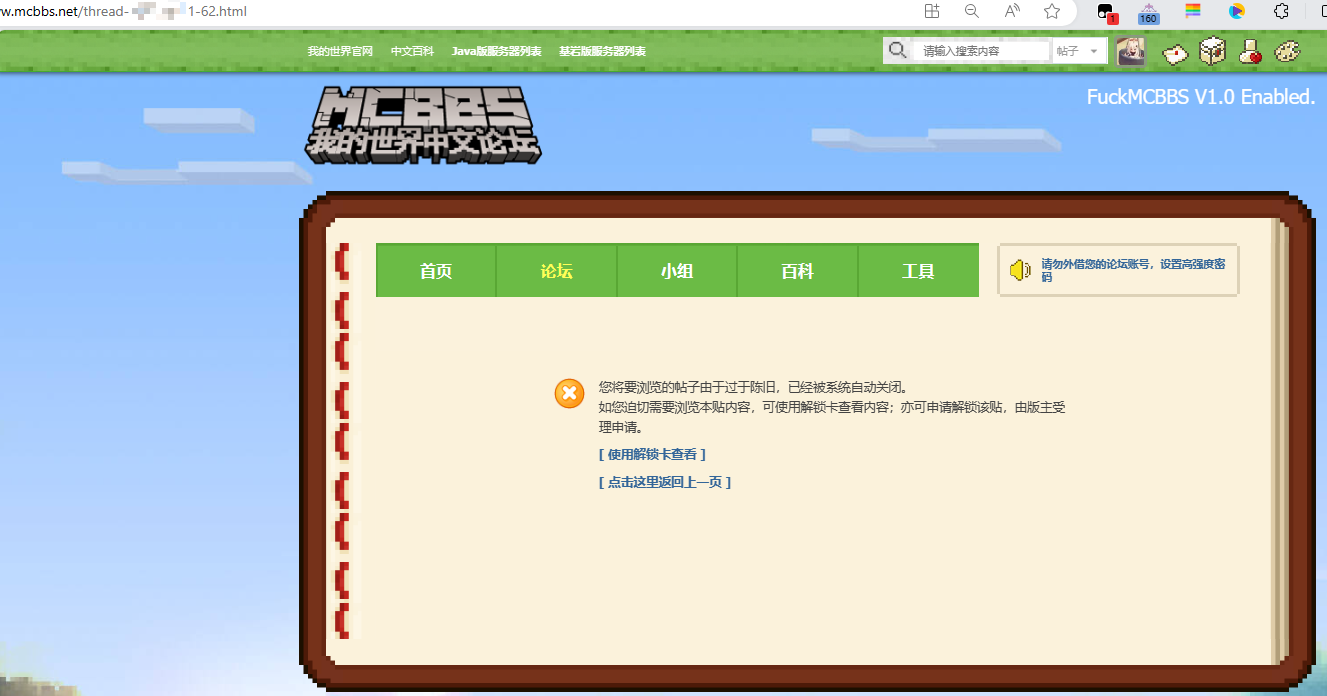 w.mcbbs.net/thread-
1-62.html
1
160
我的世界官网 中文百科 Java版服务器列表 基岩版服务器列表
请输入搜索内容 帖子
FuckMCBBS V1.0 Enabled.
MCBBS
我的世界中文论坛
首页 论坛 小组 百科 工具
请勿外借您的论坛账号，设置高强度密
码
您将要浏览的帖子由于过于陈旧，已经被系统自动关闭。
如您迫切需要浏览本贴内容，可使用解锁卡查看内容；亦可申请解锁该贴，由版主受
理申请。
[ 使用解锁卡查看 ]
[ 点击这里返回上一页 ]